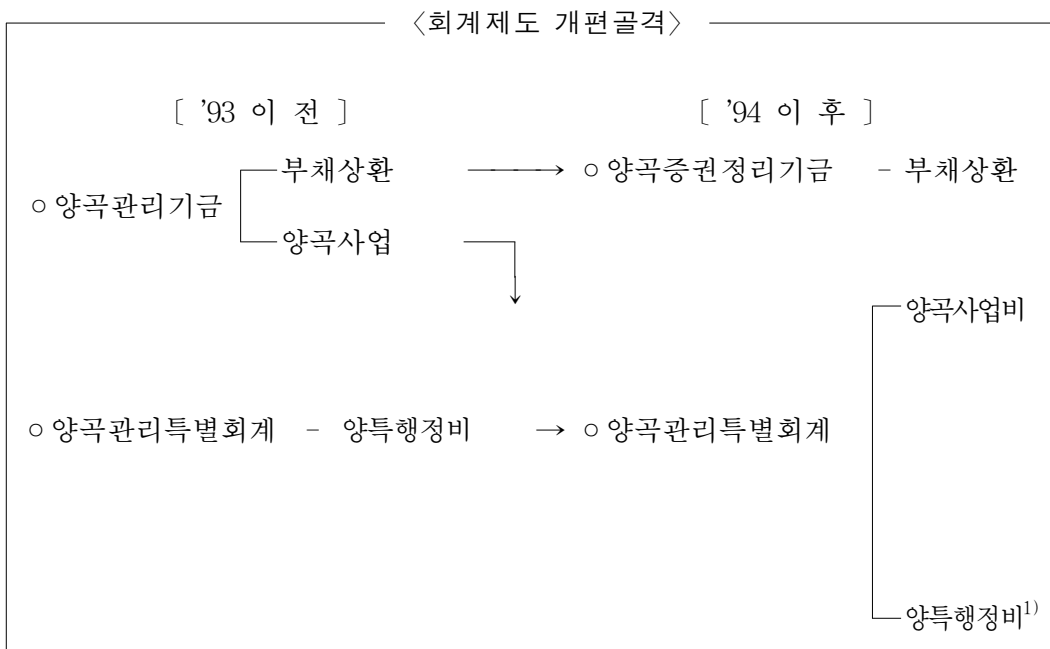 〈회계제도 개편골격〉
[ ’93 이 전 ] [ ’94 이 후 ]
부채상환 → ○ 양곡증권정리기금 - 부채상환
○ 양곡관리기금
양곡사업
양곡사업비
○ 양곡관리특별회계 - 양특행정비 → ○ 양곡관리특별회계
양특행정비1)